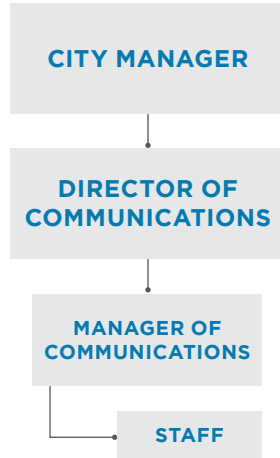 CITY MANAGER
DIRECTOR OF
COMMUNICATIONS
MANAGER OF
COMMUNICATIONS
STAFF